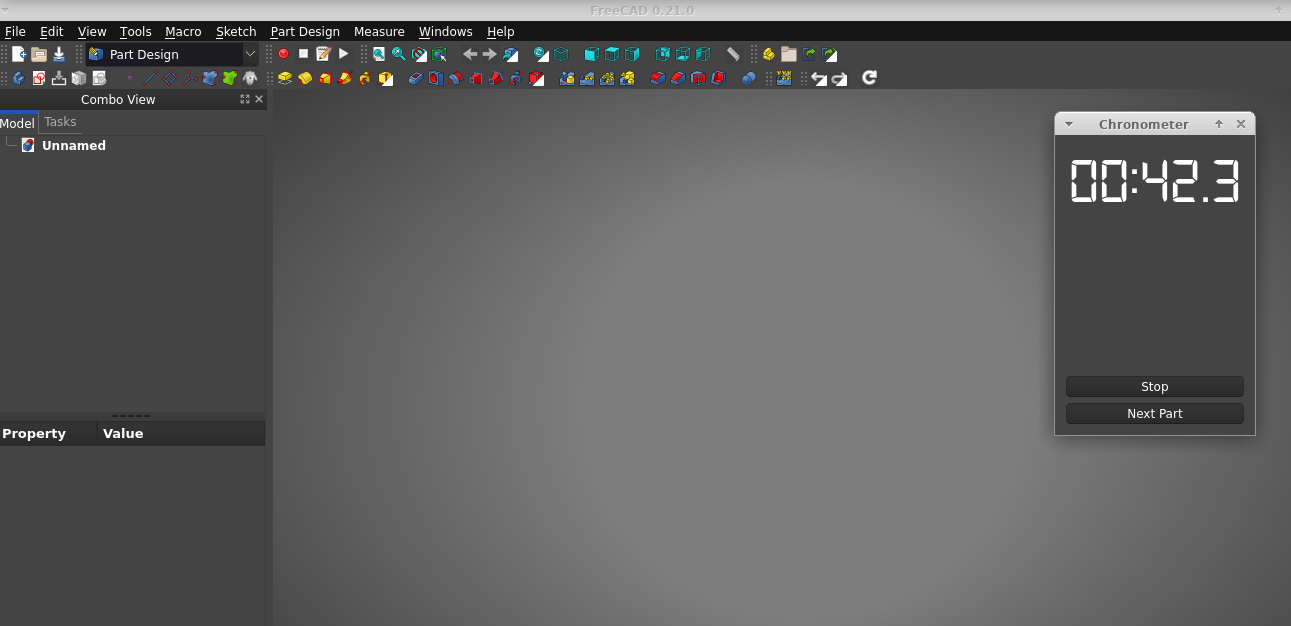 FreeCAD 0.21.0
File Edit View Tools Macro Sketch Part Design Measure Windows Help
Part Design
Combo View
Model Tasks
Unnamed
Property Value
Chronometer
00:42.3
Stop
Next Part